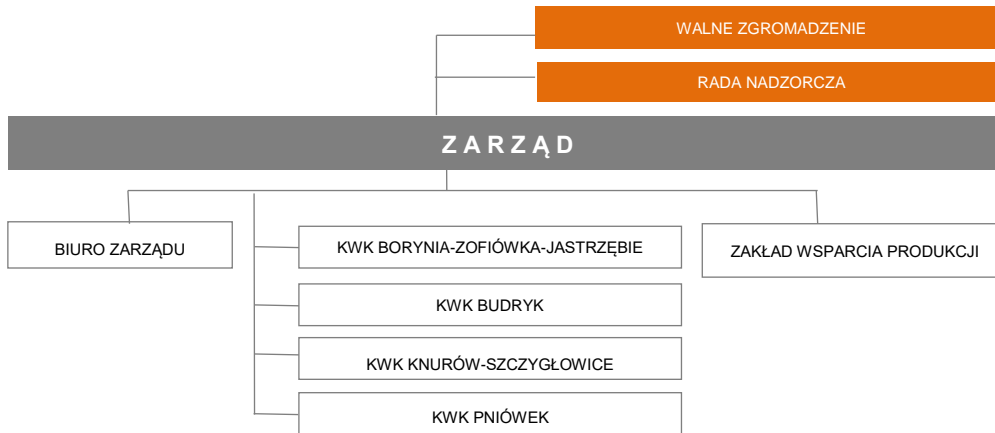 WALNE ZGROMADZENIE
RADA NADZORCZA
ZARZĄD
BIURO ZARZĄDU
KWK BORYNIA-ZOFIÓWKA-JASTRZĘBIE
ZAKŁAD WSPARCIA PRODUKCJI
KWK BUDRYK
KWK KNURÓW-SZCZYGŁOWICE
KWK PNIÓWEK